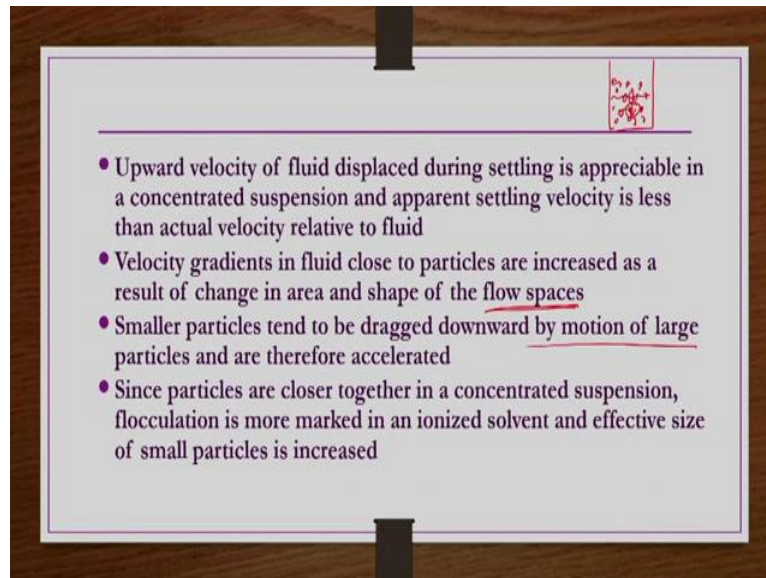 • Upward velocity of fluid displaced during settling is appreciable in
a concentrated suspension and apparent settling velocity is less
than actual velocity relative to fluid
• Velocity gradients in fluid close to particles are increased as a
result of change in area and shape of the flow spaces
• Smaller particles tend to be dragged downward by motion of large
particles and are therefore accelerated
• Since particles are closer together in a concentrated suspension,
flocculation is more marked in an ionized solvent and effective size
of small particles is increased